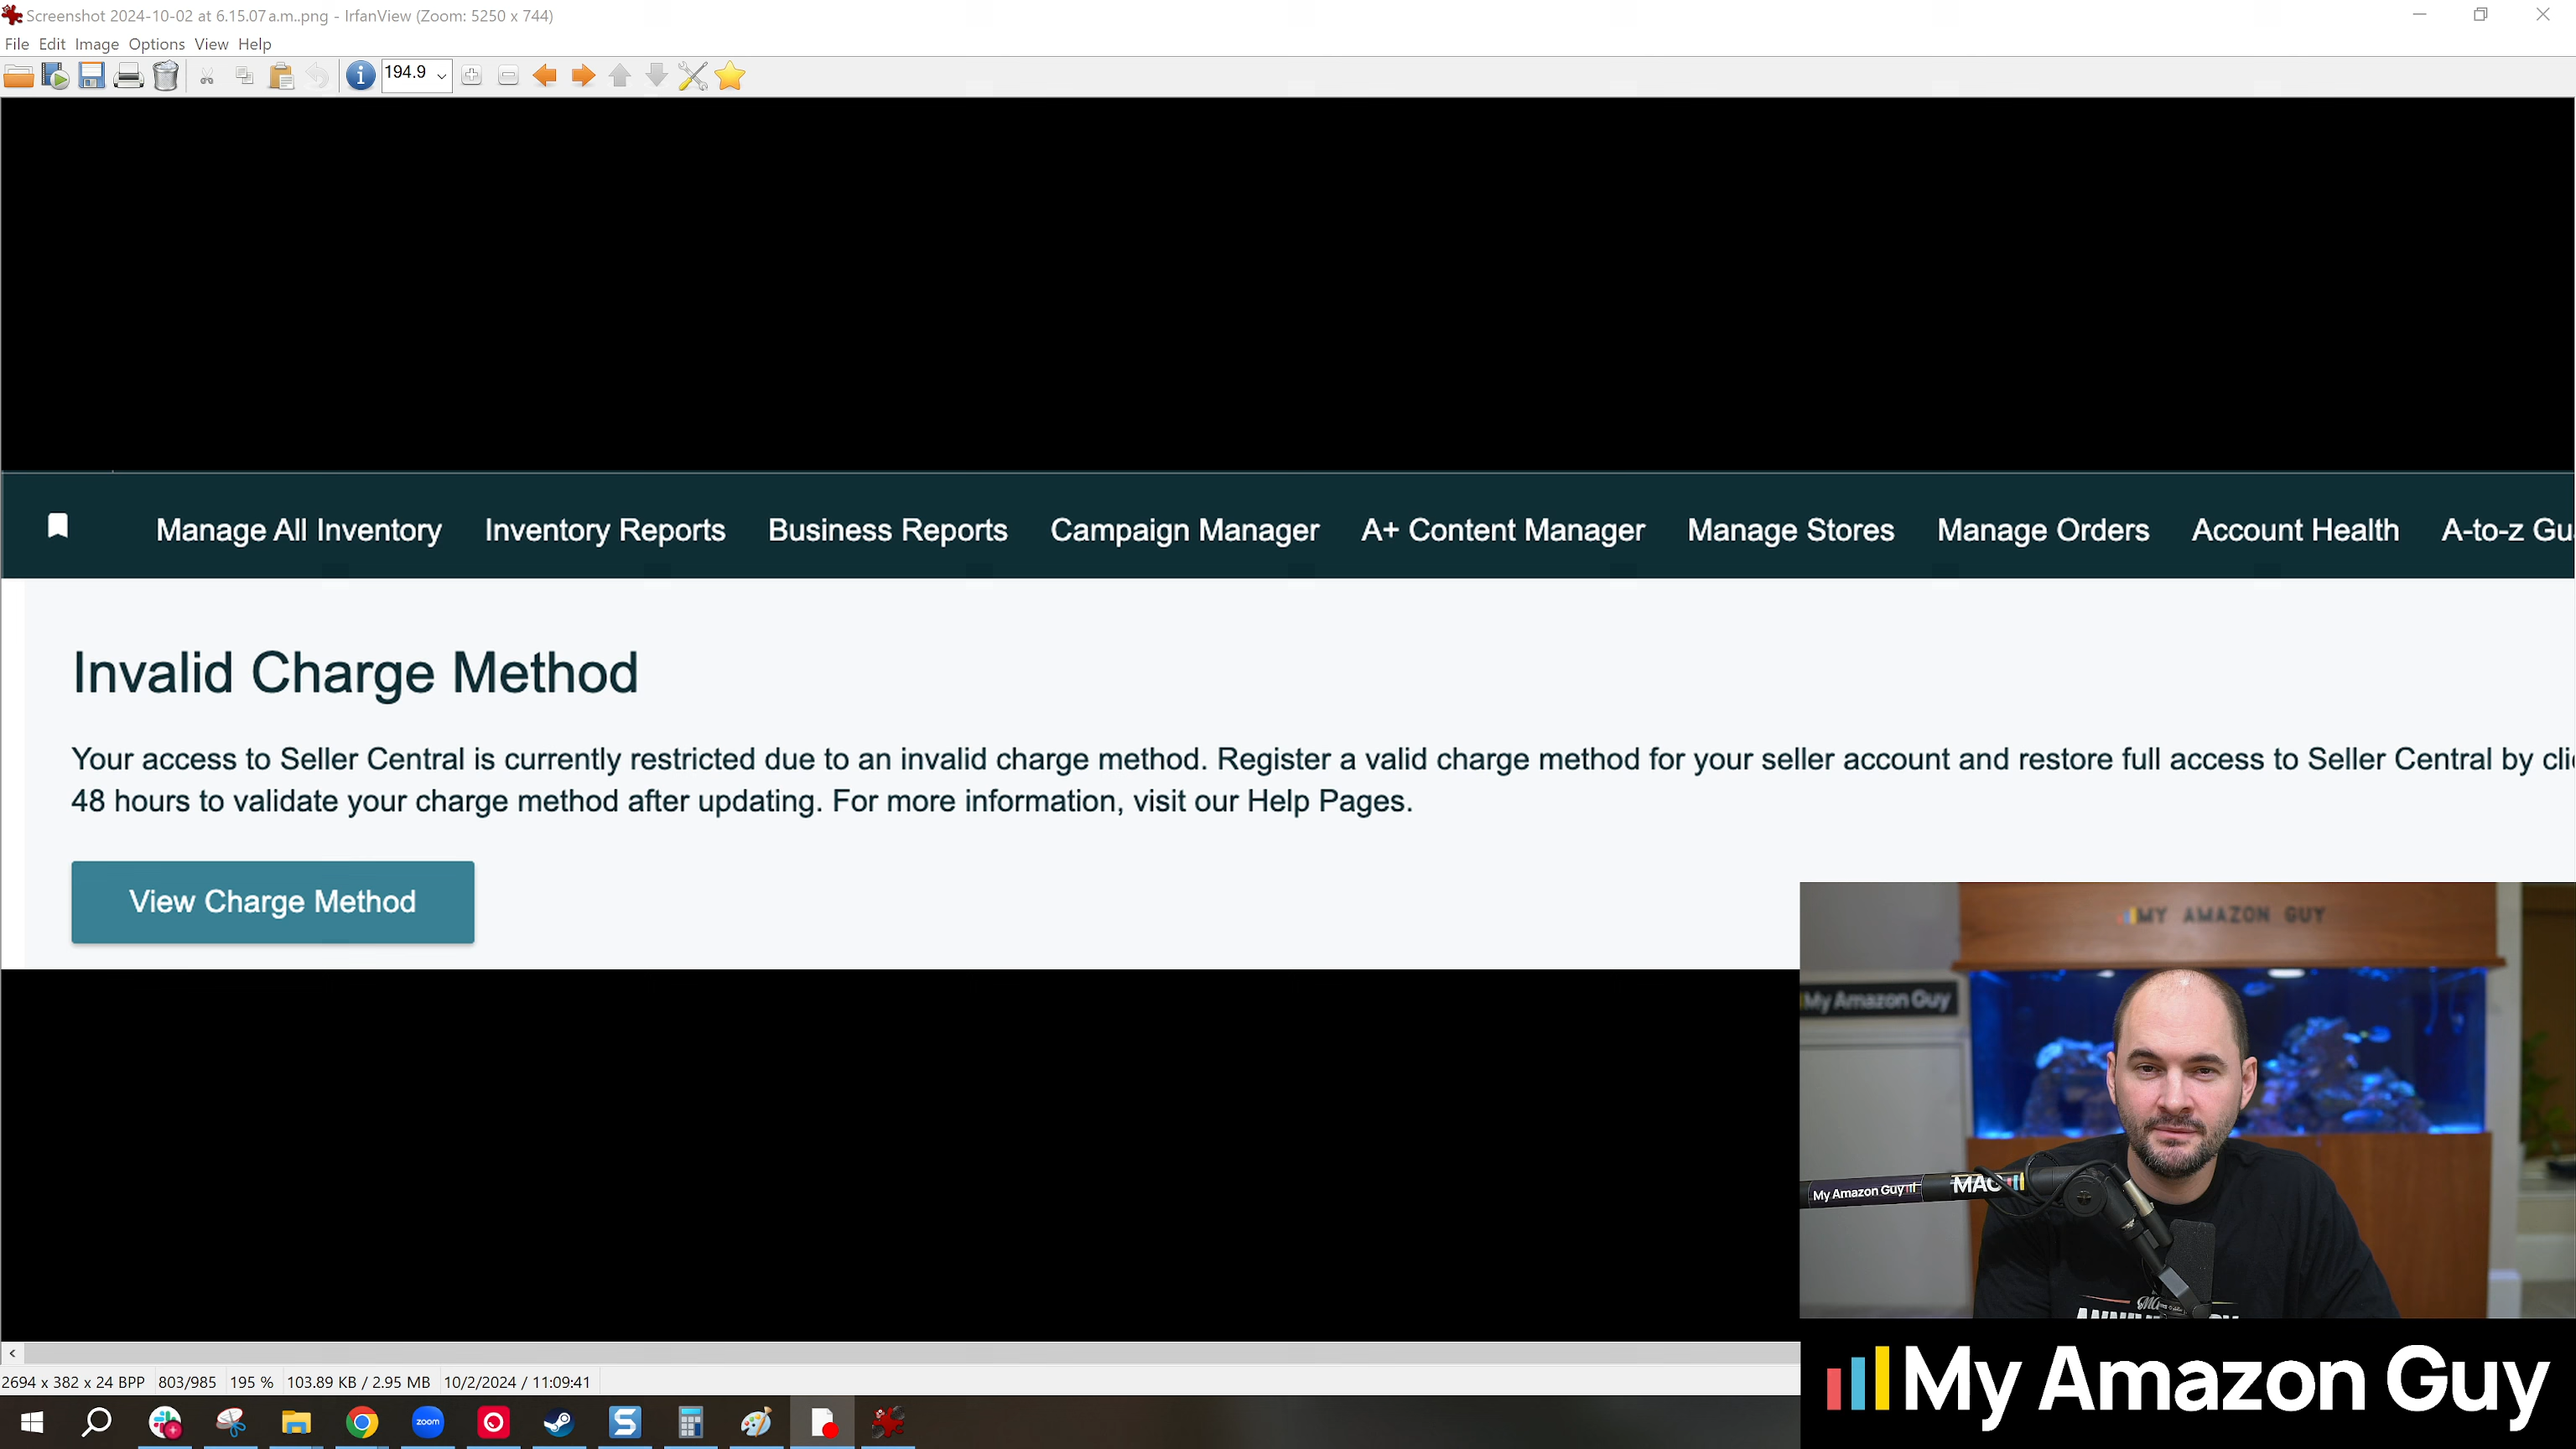 Screenshot 2024-10-02 at 6.15.07 a.m..png - IrfanView (Zoom: 5250 x 744)
File Edit Image Options View Help
194.9
Manage All Inventory Inventory Reports Business Reports Campaign Manager A+ Content Manager Manage Stores Manage Orders Account Health A-to-z Gu
Invalid Charge Method
Your access to Seller Central is currently restricted due to an invalid charge method. Register a valid charge method for your seller account and restore full access to Seller Central by cli
48 hours to validate your charge method after updating. For more information, visit our Help Pages.
View Charge Method
MY AMAZON GUY
My Amazon Guy
My Amazon Guy MAG
2694 x 382 x 24 BPP 803/985 195 % 103.89 KB / 2.95 MB 10/2/2024 / 11:09:41
zoom
My Amazon Guy